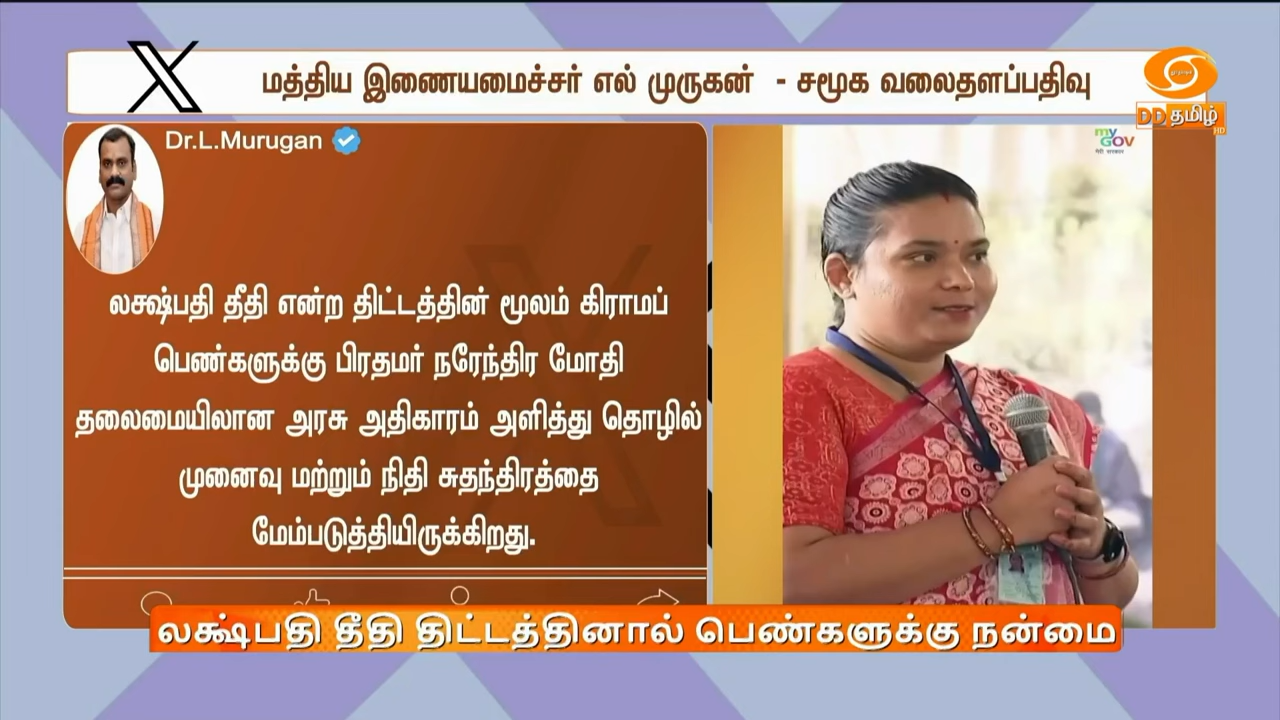 மத்திய இணையமைச்சர் எல் முருகன் - சமூக வலைதளப்பதிவு
DD தமிழ் HD
Dr.L.Murugan
my GOV
मेरी सरकार
லக்ஷ்பதி தீதி என்ற திட்டத்தின் மூலம் கிராமப்
பெண்களுக்கு பிரதமர் நரேந்திர மோதி
தலைமையிலான அரசு அதிகாரம் அளித்து தொழில்
முனைவு மற்றும் நிதி சுதந்திரத்தை
மேம்படுத்தியிருக்கிறது.
லக்ஷ்பதி தீதி திட்டத்தினால் பெண்களுக்கு நன்மை